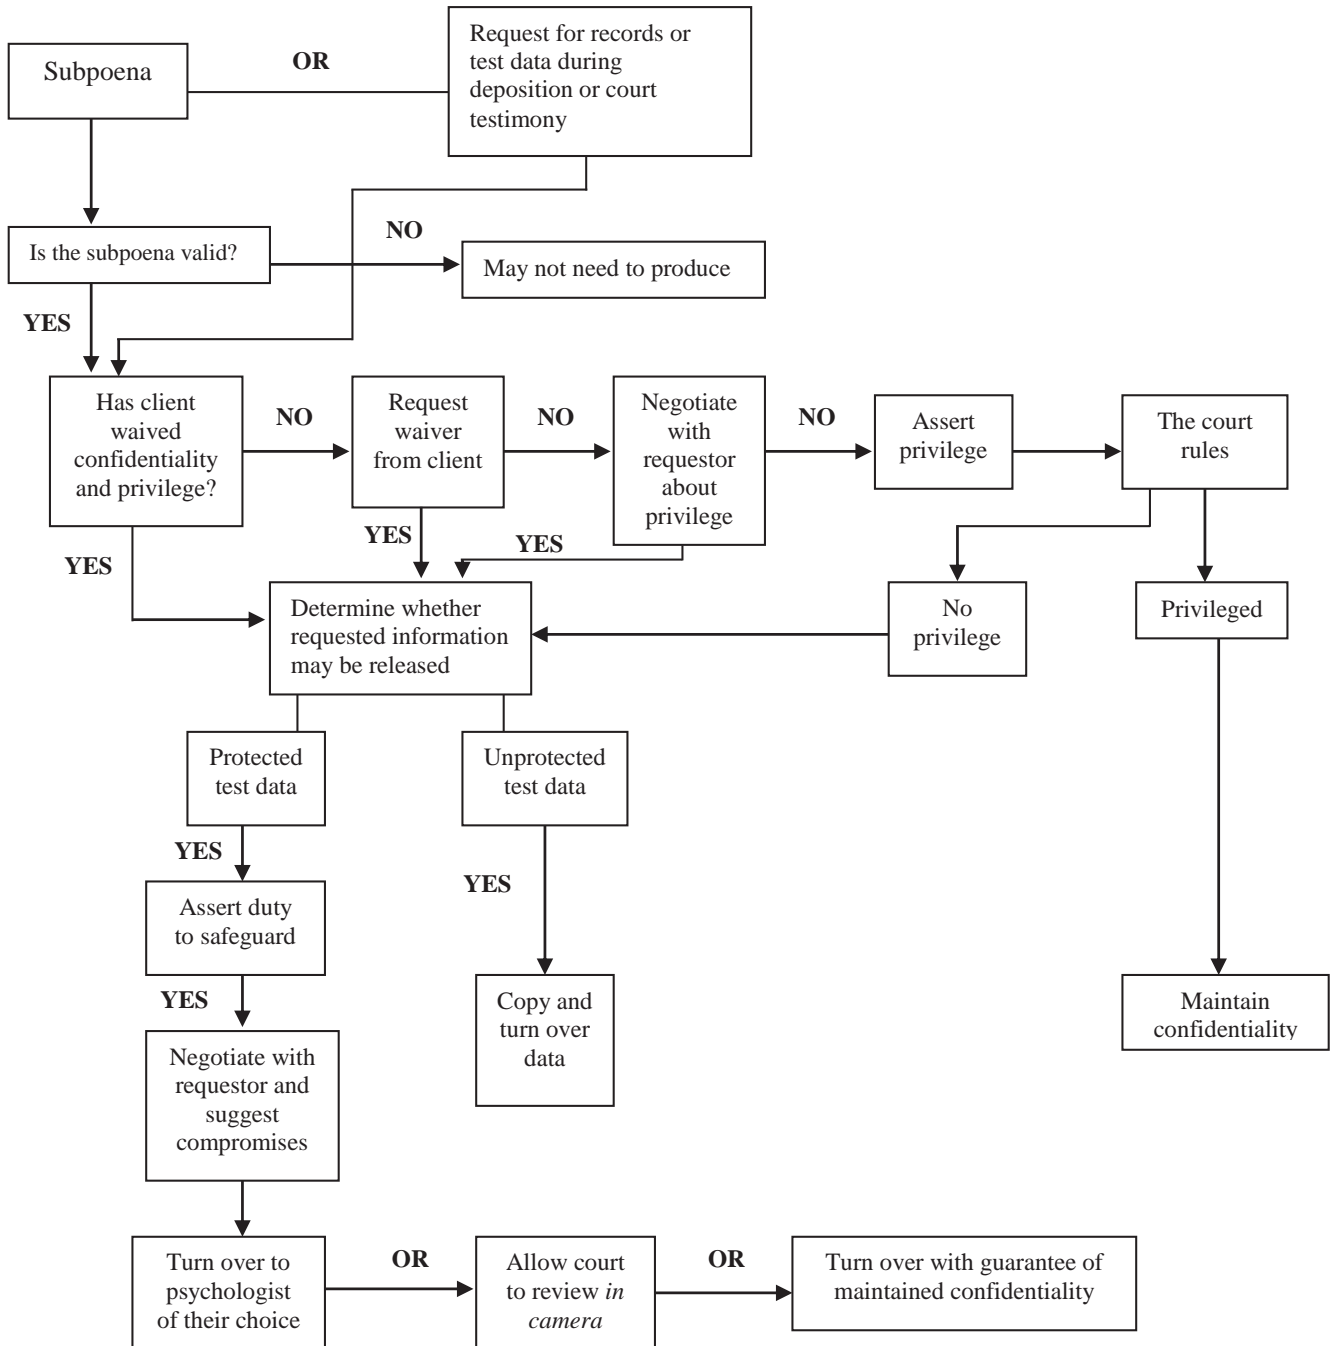 Subpoena
OR
Request for records or
test data during
deposition or court
testimony
Is the subpoena valid?
NO
May not need to produce
YES
Has client
waived
confidentiality
and privilege?
NO
Request
waiver
from client
NO
Negotiate
with
requestor
about
privilege
NO
Assert
privilege
The court
rules
YES
YES
YES
Determine whether
requested information
may be released
No
privilege
Privileged
Protected
test data
Unprotected
test data
YES
YES
Assert duty
to safeguard
YES
Copy and
turn over
data
Maintain
confidentiality
Negotiate with
requestor and
suggest
compromises
Turn over to
psychologist
of their choice
OR
Allow court
to review in
camera
OR
Turn over with guarantee of
maintained confidentiality